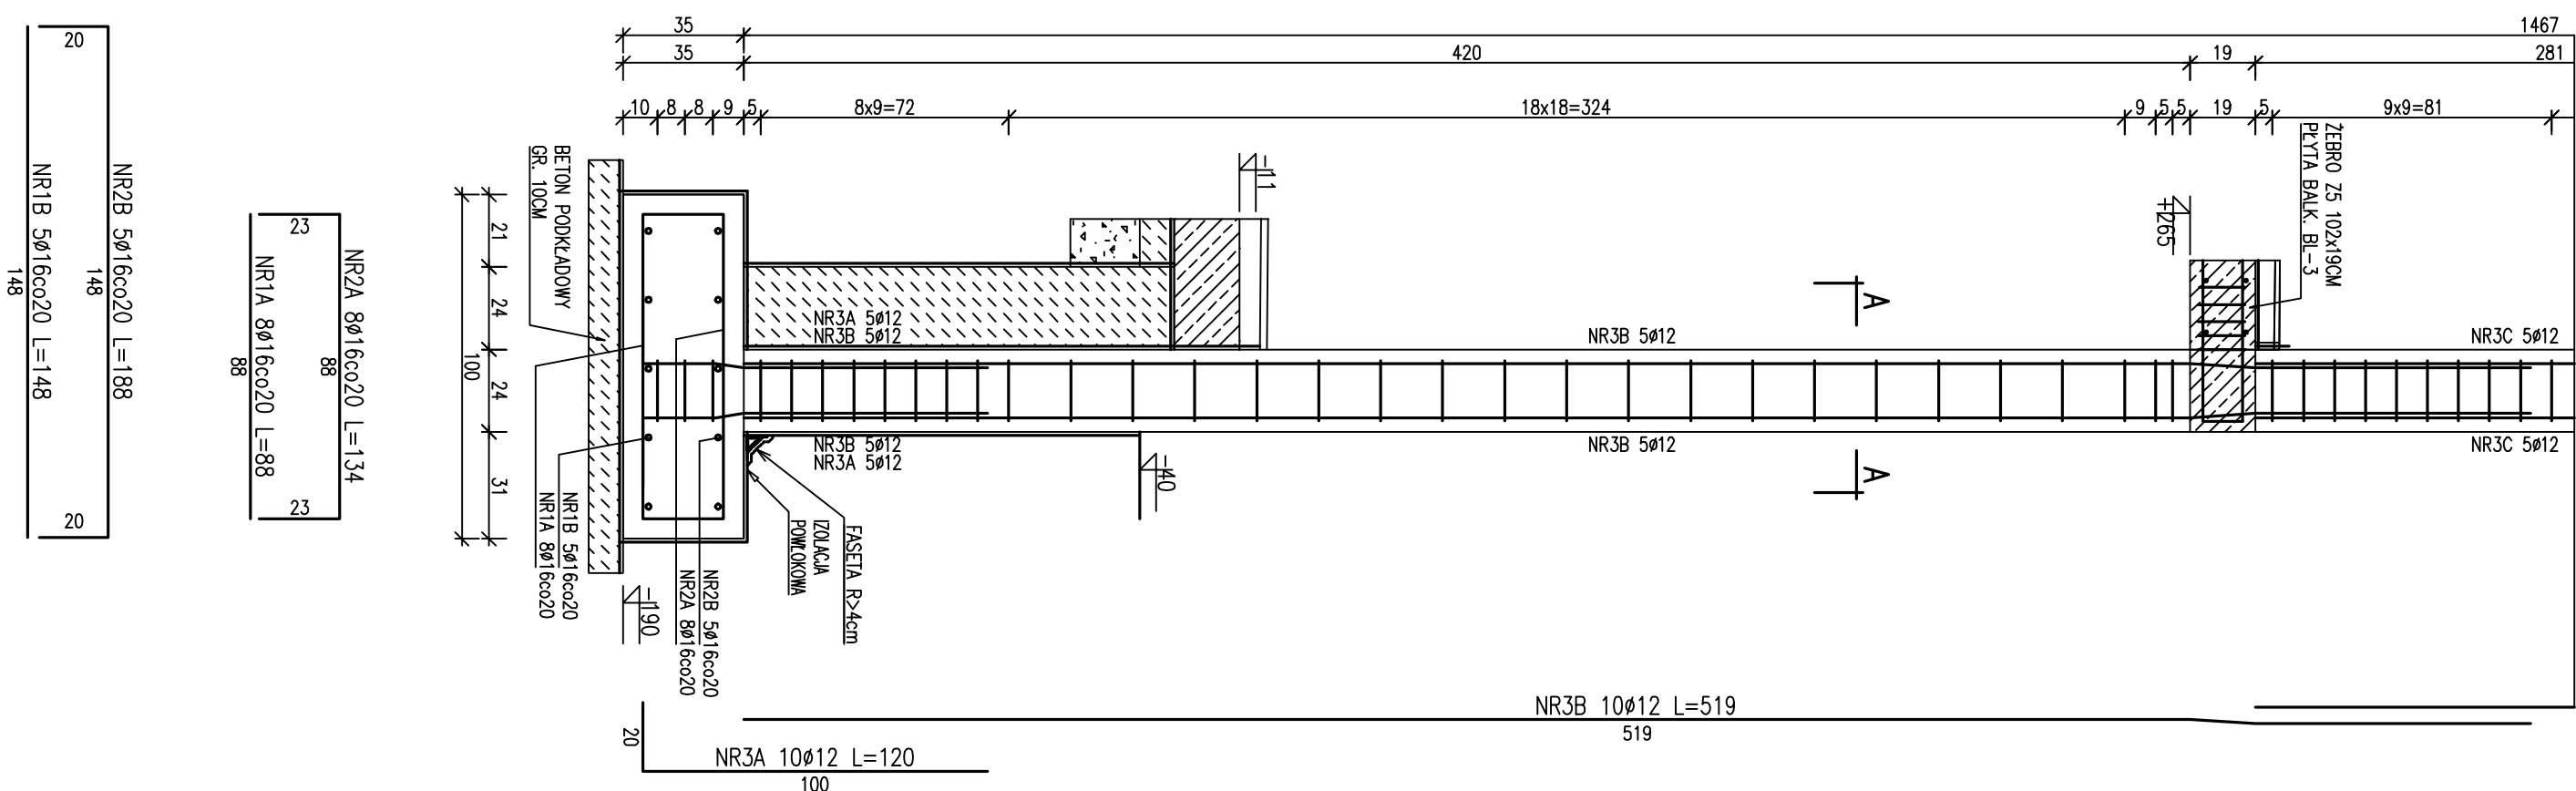 35
1467
35
420
19
281
10
8
8
9
5
8x9=72
18x18=324
9
5
5
19
5
9x9=81
20
NR2B 5ø16co20 L=188
148
NR1B 5ø16co20 L=148
148
20
23
NR2A 8ø16co20 L=134
88
NR1A 8ø16co20 L=88
88
23
21
24
24
31
100
BETON PODKŁADOWY
GR. 10CM
-11
+265
ŻEBRO Z5 102x19CM
PŁYTA BALK. BL-3
NR3A 5ø12
NR3B 5ø12
NR3B 5ø12
NR3C 5ø12
A
A
NR3B 5ø12
NR3A 5ø12
NR3B 5ø12
NR3C 5ø12
-40
FASETA R>4cm
IZOLACJA
POWŁOKOWA
NR1B 5ø16co20
NR1A 8ø16co20
NR2B 5ø16co20
NR2A 8ø16co20
-190
NR3B 10ø12 L=519
519
20
NR3A 10ø12 L=120
100